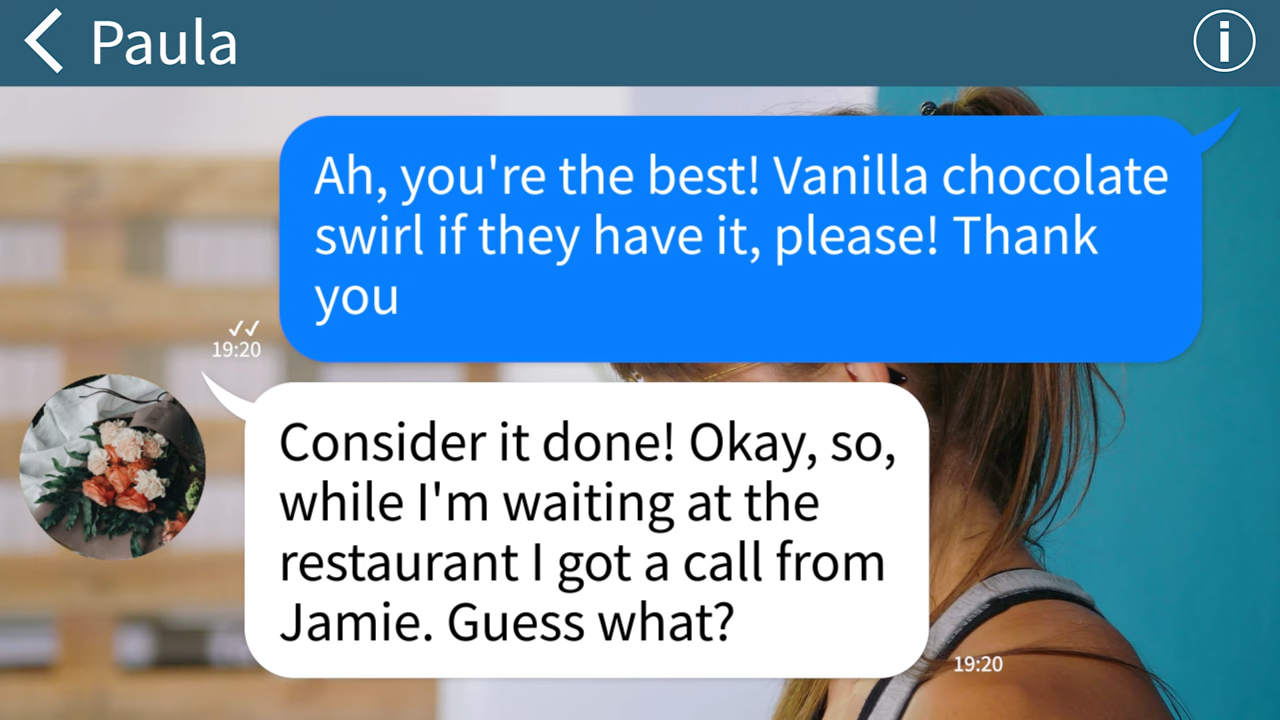 Paula
Ah, you're the best! Vanilla chocolate
swirl if they have it, please! Thank
you
19:20
Consider it done! Okay, so,
while I'm waiting at the
restaurant I got a call from
Jamie. Guess what?
19:20